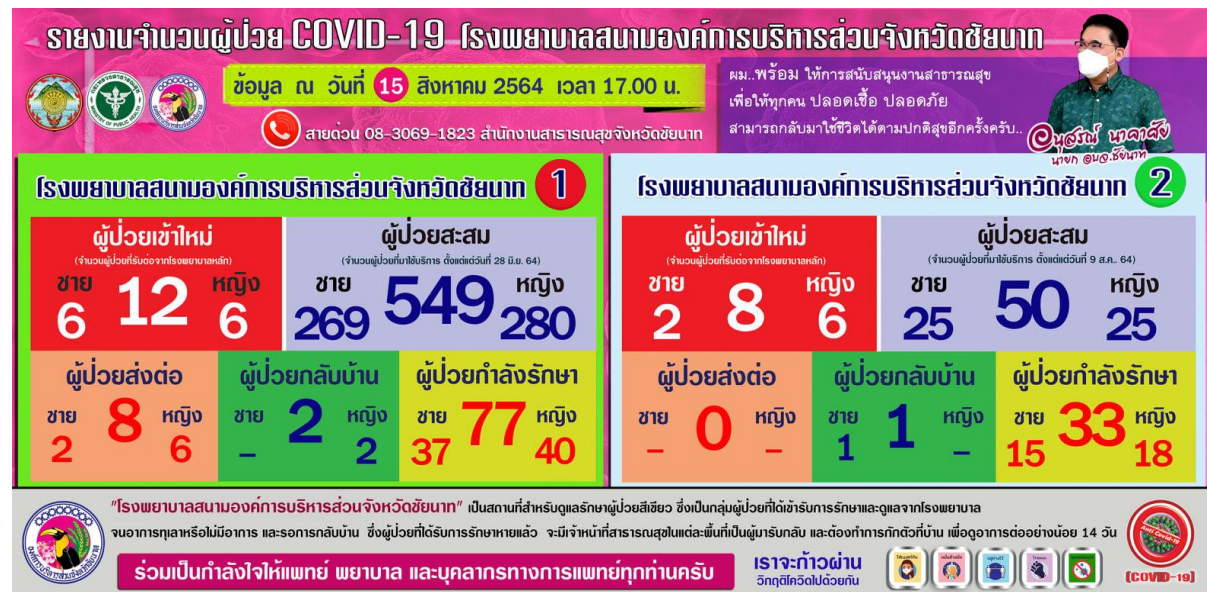 รายงานจำนวนผู้ป่วย COVID-19 โรงพยาบาลสนามองค์การบริหารส่วนจังหวัดชัยนาท
ข้อมูล ณ วันที่ 15 สิงหาคม 2564 เวลา 17.00 น.
สายด่วน 08-3069-1823 สำนักงานสาธารณสุขจังหวัดชัยนาท
ผม..พร้อม ให้การสนับสนุนงานสาธารณสุข
เพื่อให้ทุกคน ปลอดเชื้อ ปลอดภัย
สามารถกลับมาใช้ชีวิตได้ตามปกติสุขอีกครั้งครับ..
อนุสรณ์ นาคาศัย
นายก อบจ.ชัยนาท
โรงพยาบาลสนามองค์การบริหารส่วนจังหวัดชัยนาท 1
ผู้ป่วยเข้าใหม่
(จำนวนผู้ป่วยที่รับต่อจากโรงพยาบาลหลัก)
ชาย 12 หญิง
6 6
ผู้ป่วยสะสม
(จำนวนผู้ป่วยที่มาใช้บริการ ตั้งแต่แต่วันที่ 28 มิ.ย. 64)
ชาย 549 หญิง
269 280
ผู้ป่วยส่งต่อ
ชาย 8 หญิง
2 6
ผู้ป่วยกลับบ้าน
ชาย 2 หญิง
– 2
ผู้ป่วยกำลังรักษา
ชาย 77 หญิง
37 40
โรงพยาบาลสนามองค์การบริหารส่วนจังหวัดชัยนาท 2
ผู้ป่วยเข้าใหม่
(จำนวนผู้ป่วยที่รับต่อจากโรงพยาบาลหลัก)
ชาย 8 หญิง
2 6
ผู้ป่วยสะสม
(จำนวนผู้ป่วยที่มาใช้บริการ ตั้งแต่แต่วันที่ 9 ส.ค.. 64)
ชาย 50 หญิง
25 25
ผู้ป่วยส่งต่อ
ชาย 0 หญิง
– –
ผู้ป่วยกลับบ้าน
ชาย 1 หญิง
1 –
ผู้ป่วยกำลังรักษา
ชาย 33 หญิง
15 18
"โรงพยาบาลสนามองค์การบริหารส่วนจังหวัดชัยนาท" เป็นสถานที่สำหรับดูแลรักษาผู้ป่วยสีเขียว ซึ่งเป็นกลุ่มผู้ป่วยที่ได้เข้ารับการรักษาและดูแลจากโรงพยาบาล
จนอาการทุเลาหรือไม่มีอาการ และรอการกลับบ้าน ซึ่งผู้ป่วยที่ได้รับการรักษาหายแล้ว จะมีเจ้าหน้าที่สาธารณสุขในแต่ละพื้นที่เป็นผู้มารับกลับ และต้องทำการกักตัวที่บ้าน เพื่อดูอาการต่ออย่างน้อย 14 วัน
ร่วมเป็นกำลังใจให้แพทย์ พยาบาล และบุคลากรทางการแพทย์ทุกท่านครับ
เราจะก้าวผ่าน
วิกฤติโควิดไปด้วยกัน
Anti Covid-19
(COVID-19)